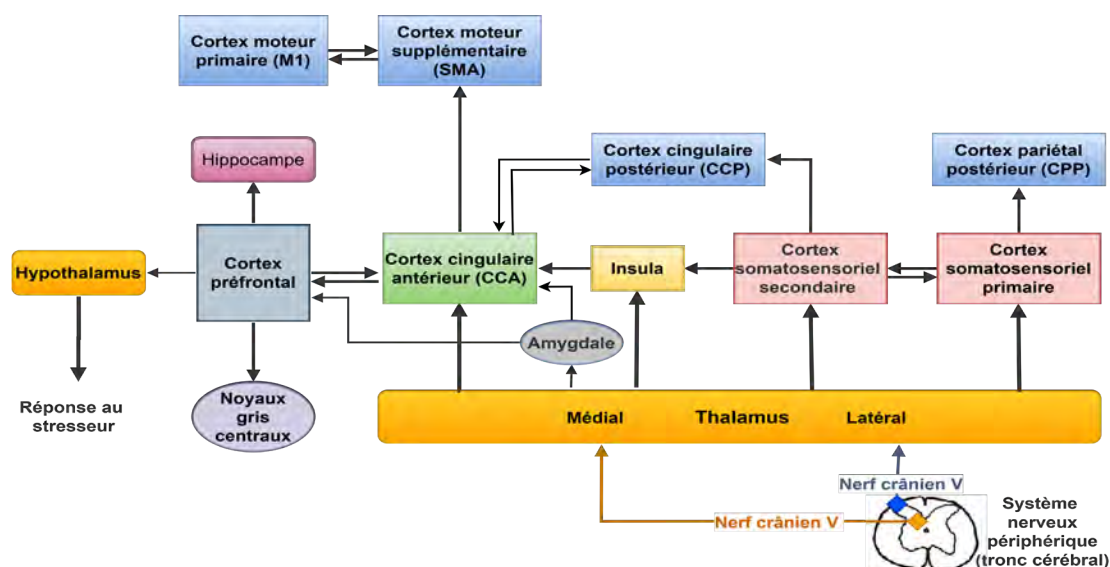 Cortex moteur
primaire (M1)
Cortex moteur
supplémentaire
(SMA)
Hippocampe
Cortex cingulaire
postérieur (CCP)
Cortex pariétal
postérieur (CPP)
Hypothalamus
Cortex
préfrontal
Cortex cingulaire
antérieur (CCA)
Insula
Cortex
somatosensoriel
secondaire
Cortex
somatosensoriel
primaire
Amygdale
Réponse au
stresseur
Noyaux
gris
centraux
Médial
Thalamus
Latéral
Nerf crânien V
Nerf crânien V
Système
nerveux
périphérique
(tronc cérébral)